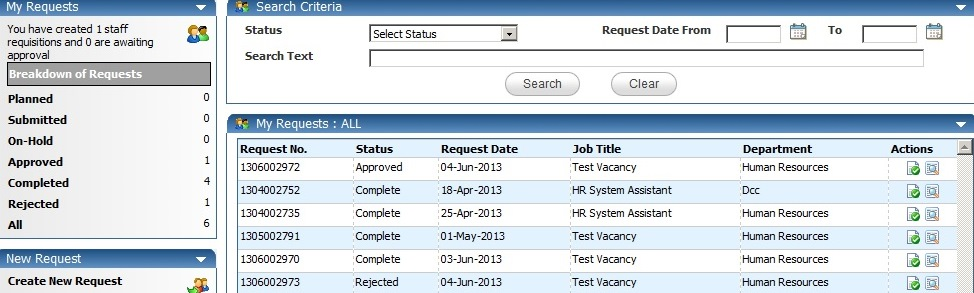 My Requests
You have created 1 staff
requisitions and 0 are awaiting
approval
Breakdown of Requests
Planned 0
Submitted 0
On-Hold 0
Approved 1
Completed 4
Rejected 1
All 6
New Request
Create New Request
Search Criteria
Status Select Status Request Date From To
Search Text
Search Clear
My Requests : ALL
Request No. Status Request Date Job Title Department Actions
1306002972 Approved 04-Jun-2013 Test Vacancy Human Resources
1304002752 Complete 18-Apr-2013 HR System Assistant Dcc
1304002735 Complete 25-Apr-2013 HR System Assistant Human Resources
1305002791 Complete 01-May-2013 Test Vacancy Human Resources
1306002970 Complete 03-Jun-2013 Test Vacancy Human Resources
1306002973 Rejected 04-Jun-2013 Test Vacancy Human Resources